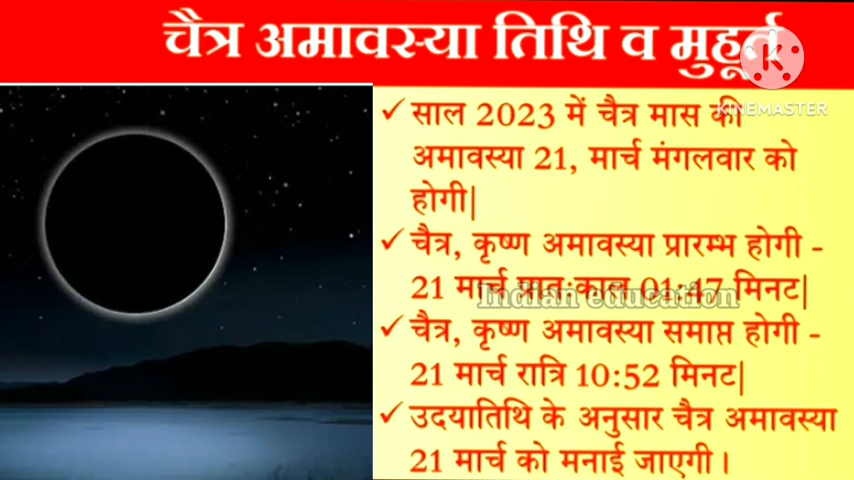 चैत्र अमावस्या तिथि व मुहूर्त
KINEMASTER
✓ साल 2023 में चैत्र मास की
अमावस्या 21, मार्च मंगलवार को
होगी|
✓ चैत्र, कृष्ण अमावस्या प्रारम्भ होगी -
21 मार्च प्रातःकाल 01:47 मिनट|
Indian education
✓ चैत्र, कृष्ण अमावस्या समाप्त होगी -
21 मार्च रात्रि 10:52 मिनट|
✓ उदयातिथि के अनुसार चैत्र अमावस्या
21 मार्च को मनाई जाएगी।